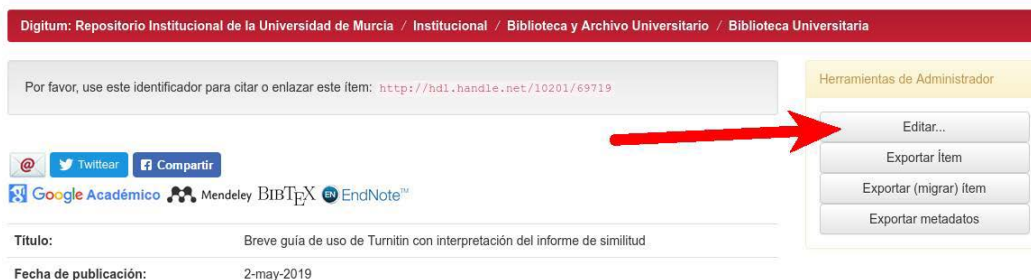 Digitum: Repositorio Institucional de la Universidad de Murcia / Institucional / Biblioteca y Archivo Universitario / Biblioteca Universitaria
Por favor, use este identificador para citar o enlazar este ítem: http://hdl.handle.net/10201/69719
Herramientas de Administrador
Editar...
Exportar Ítem
Exportar (migrar) ítem
Exportar metadatos
@ Twittear Compartir
Google Académico Mendeley BIBTEX EN EndNote™
Título: Breve guía de uso de Turnitin con interpretación del informe de similitud
Fecha de publicación: 2-may-2019